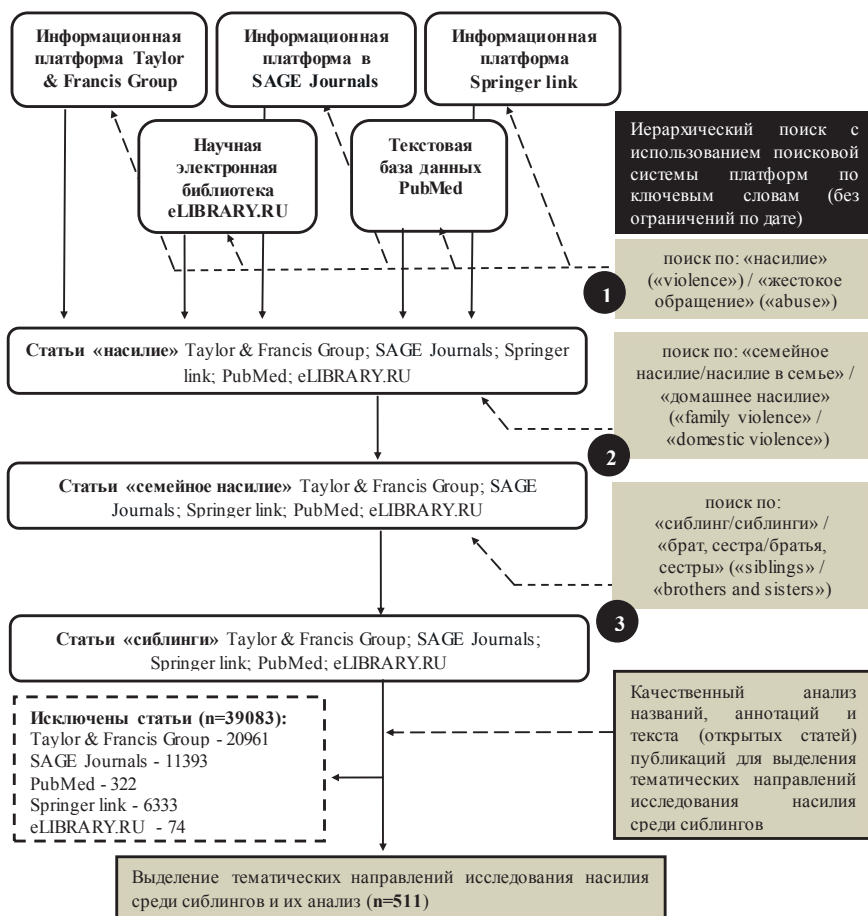 Информационная
платформа Taylor
& Francis Group
Информационная
платформа в
SAGE Journals
Информационная
платформа
Springer link
Научная
электронная
библиотека
eLIBRARY.RU
Текстовая
база данных
PubMed
Иерархический поиск с
использованием поисковой
системы платформ по
ключевым словам (без
ограничений по дате)
1
поиск по: «насилие»
(«violence») / «жестокое
обращение» («abuse»)
Статьи «насилие» Taylor & Francis Group; SAGE Journals; Springer
link; PubMed; eLIBRARY.RU
поиск по: «семейное
насилие/насилие в семье» /
«домашнее насилие»
(«family violence» /
«domestic violence»)
2
Статьи «семейное насилие» Taylor & Francis Group; SAGE
Journals; Springer link; PubMed; eLIBRARY.RU
поиск по:
«сиблинг/сиблинги» /
«брат, сестра/братья,
сестры» («siblings» /
«brothers and sisters»)
3
Статьи «сиблинги» Taylor & Francis Group; SAGE Journals;
Springer link; PubMed; eLIBRARY.RU
Исключены статьи (n=39083):
Taylor & Francis Group - 20961
SAGE Journals - 11393
PubMed - 322
Springer link - 6333
eLIBRARY.RU - 74
Качественный анализ
названий, аннотаций и
текста (открытых статей)
публикаций для выделения
тематических направлений
исследования насилия
среди сиблингов
Выделение тематических направлений исследования насилия
среди сиблингов и их анализ (n=511)